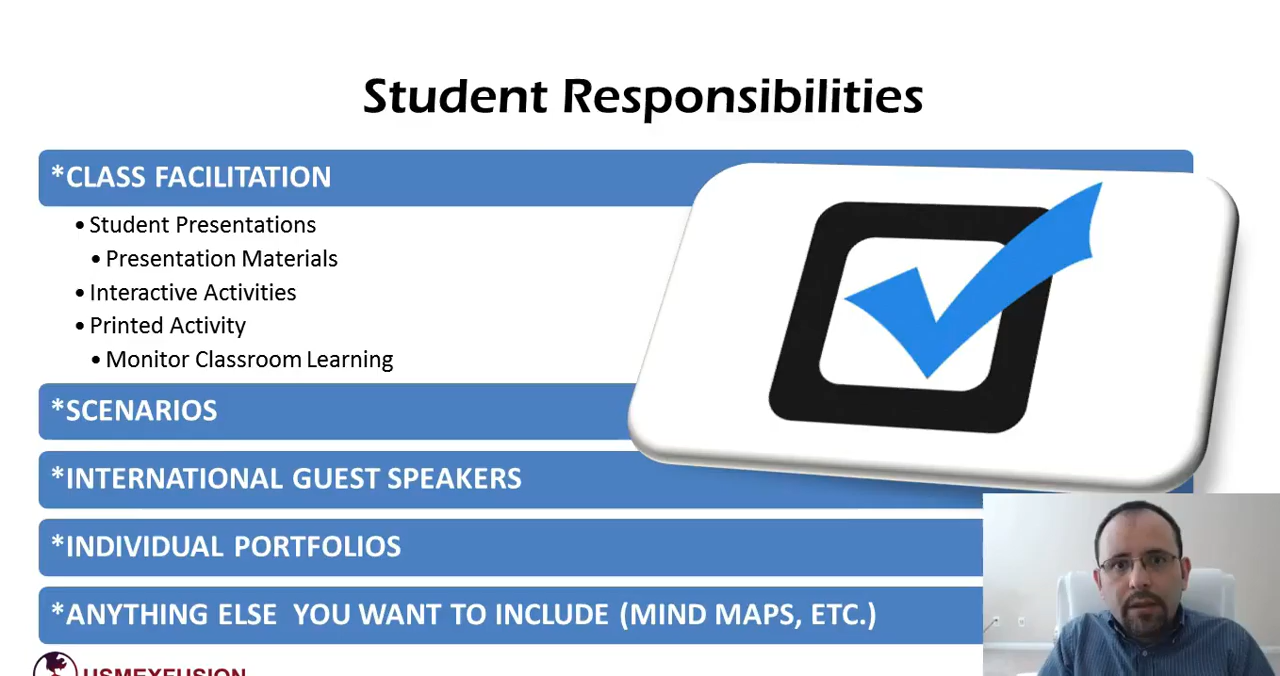 Student Responsibilities
*CLASS FACILITATION
• Student Presentations
• Presentation Materials
• Interactive Activities
• Printed Activity
• Monitor Classroom Learning
*SCENARIOS
*INTERNATIONAL GUEST SPEAKERS
*INDIVIDUAL PORTFOLIOS
*ANYTHING ELSE  YOU WANT TO INCLUDE (MIND MAPS, ETC.)
USMEXFUSION